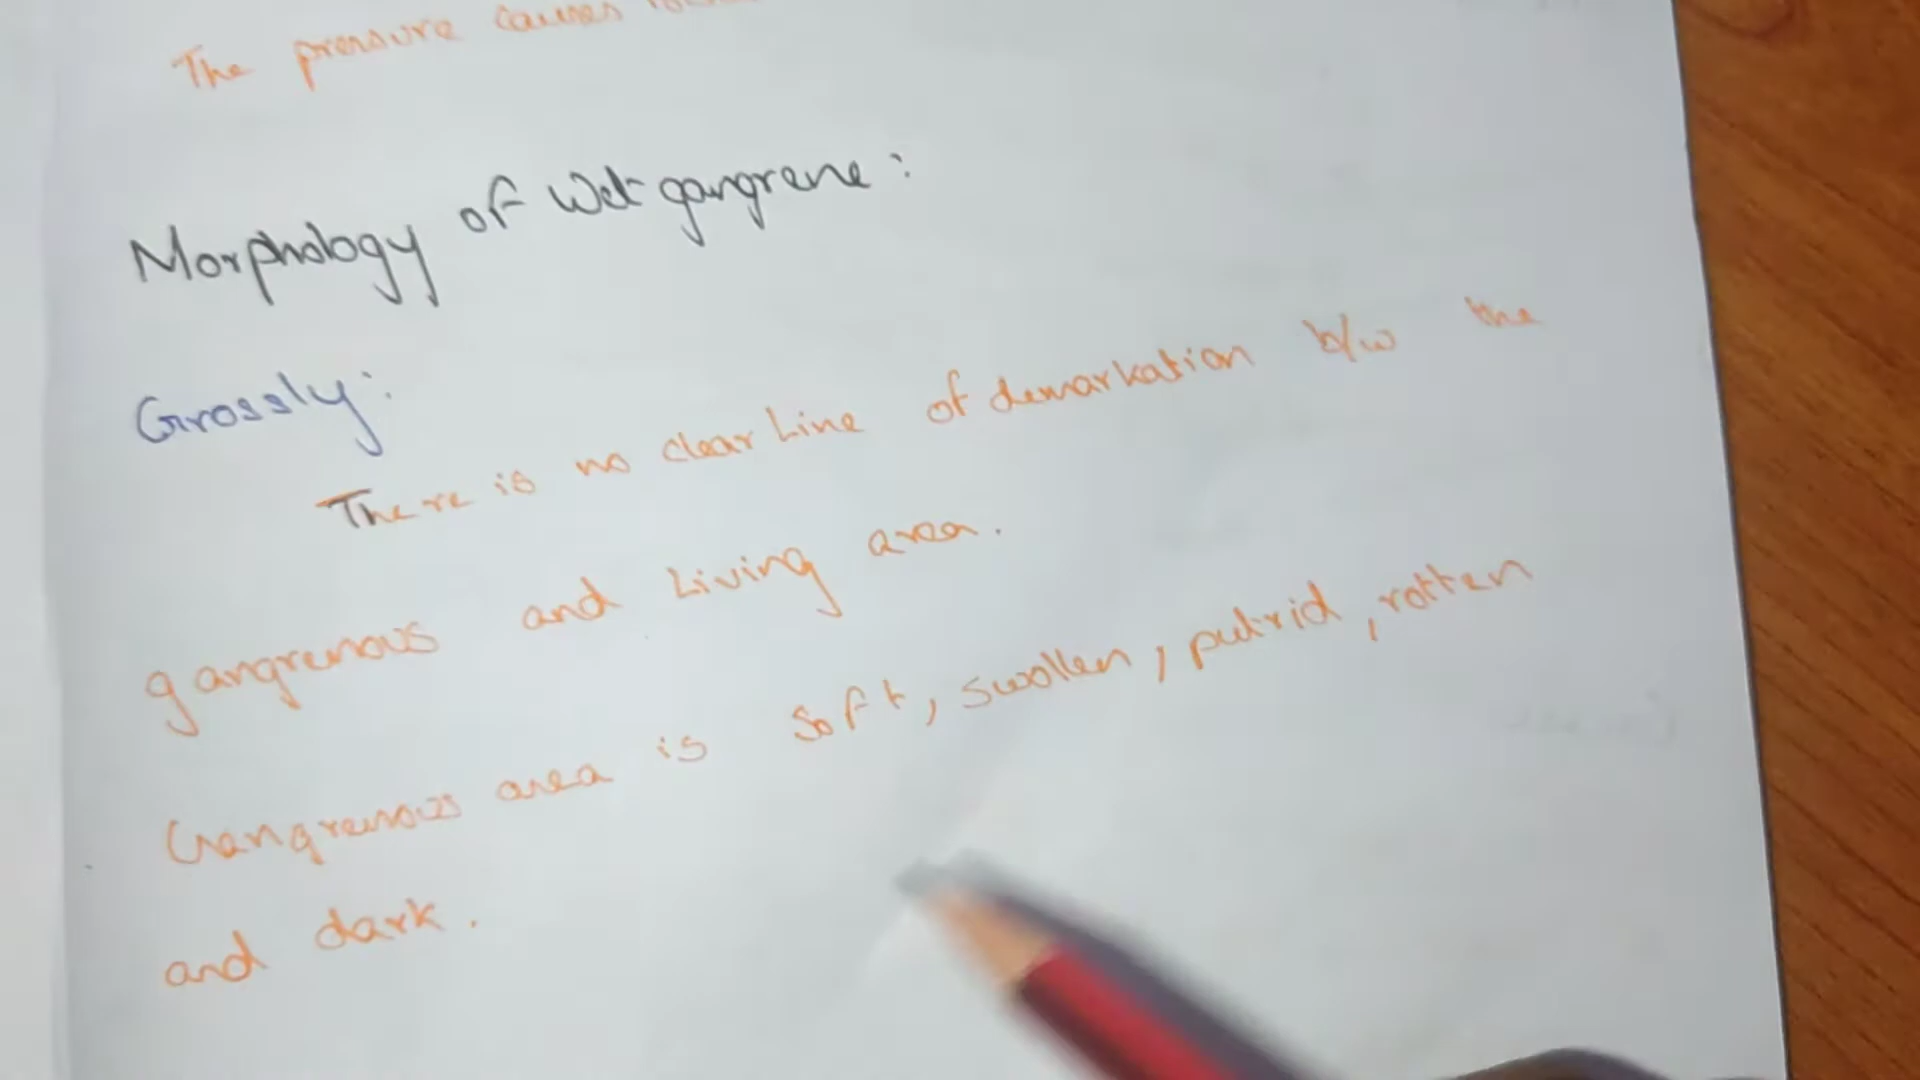 The pressure causes
Morphology of Wet gangrene :
Grossly :
There is no clear Line of demarkation b/w the
gangrenous and Living area .
Gangrenous area is soft , swollen , putrid , rotten
and dark .